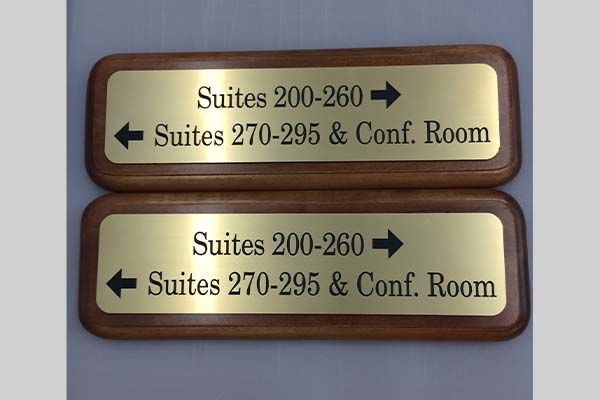 Suites 200-260 ➡
⬅ Suites 270-295 & Conf. Room
Suites 200-260 ➡
⬅ Suites 270-295 & Conf. Room